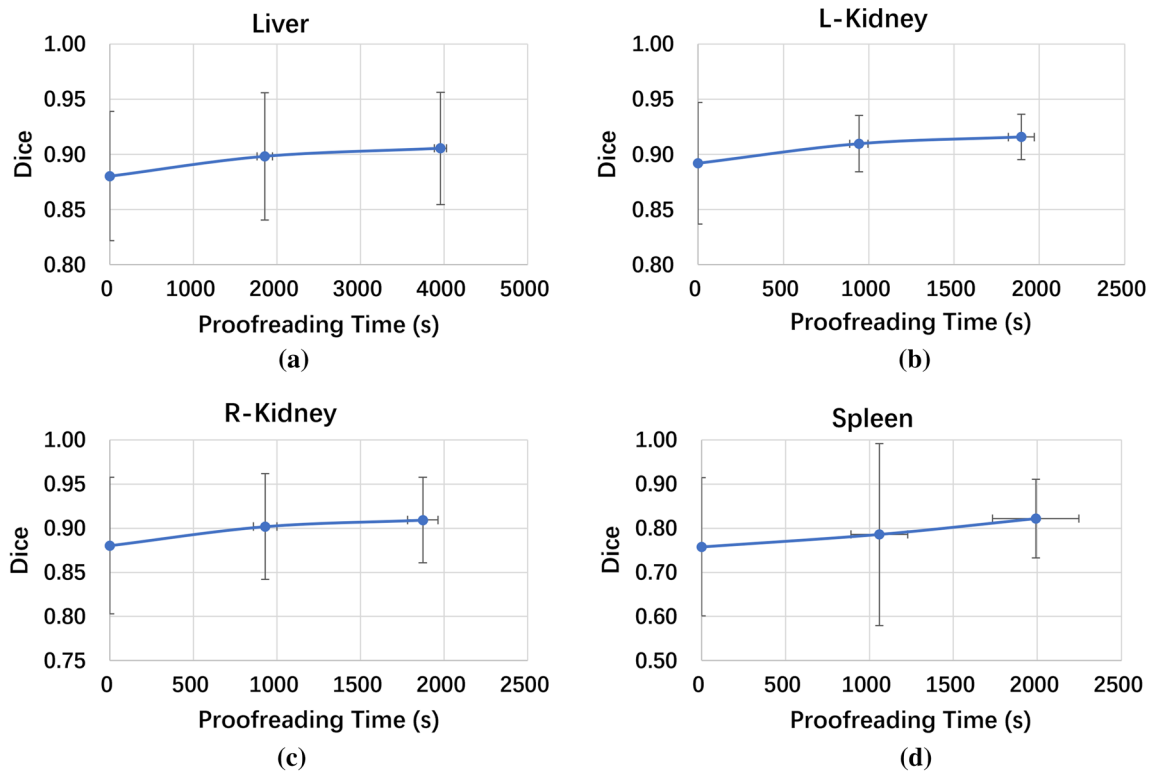 Liver
1.00
0.95
0.90
0.85
0.80
Dice
0 1000 2000 3000 4000 5000
Proofreading Time (s)
(a)
L-Kidney
1.00
0.95
0.90
0.85
0.80
Dice
0 500 1000 1500 2000 2500
Proofreading Time (s)
(b)
R-Kidney
1.00
0.95
0.90
0.85
0.80
0.75
Dice
0 500 1000 1500 2000 2500
Proofreading Time (s)
(c)
Spleen
1.00
0.90
0.80
0.70
0.60
0.50
Dice
0 500 1000 1500 2000 2500
Proofreading Time (s)
(d)